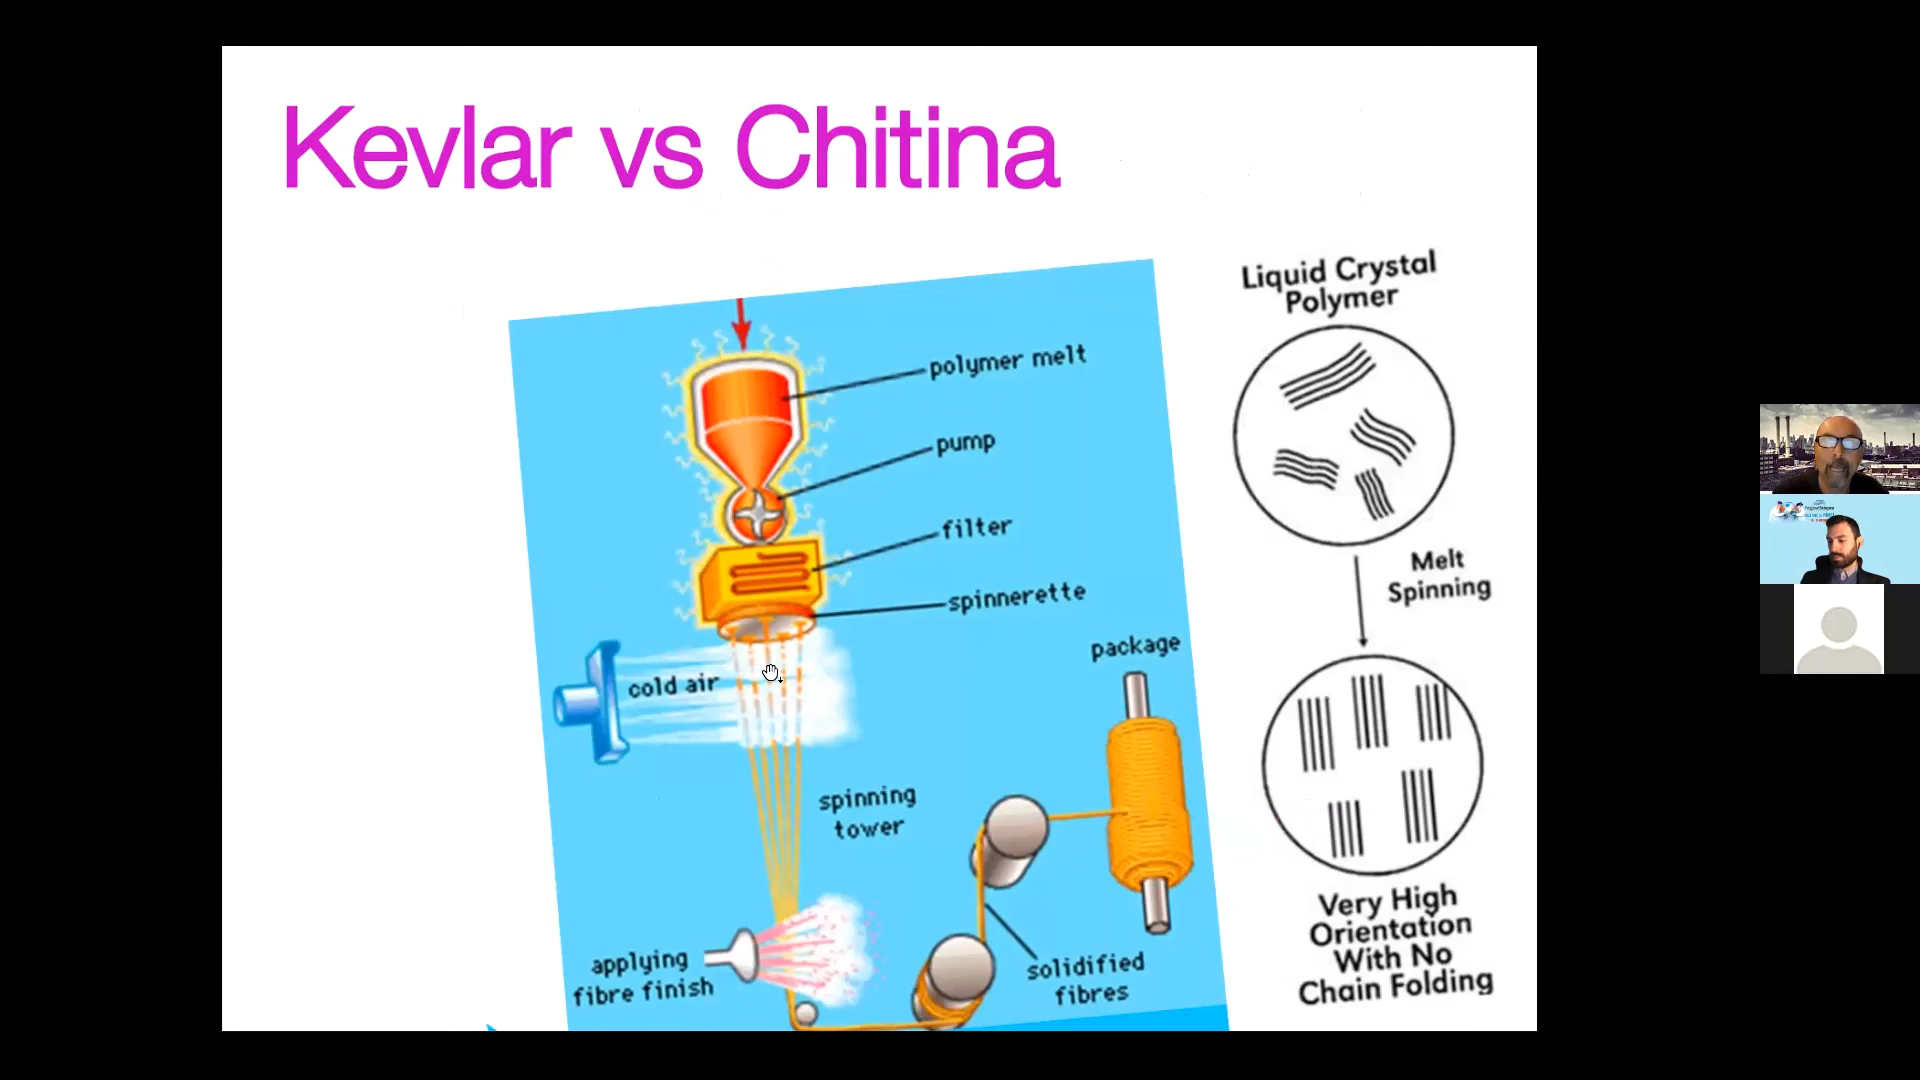 Kevlar vs Chitina
Liquid Crystal
Polymer
polymer melt
pump
filter
spinnerette
Melt
Spinning
package
cold air
spinning
tower
Very High
Orientation
With No
Chain Folding
applying
fibre finish
solidified
fibres